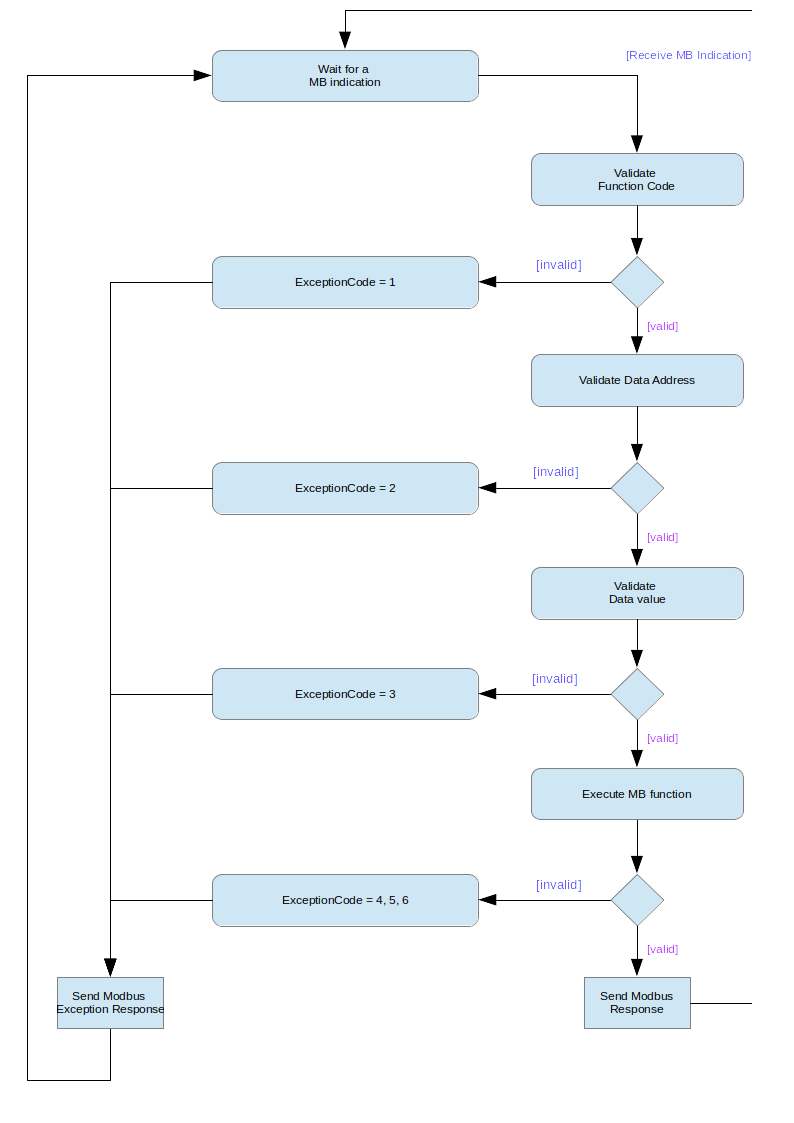 Wait for a
MB indication
[Receive MB Indication]
Validate
Function Code
[invalid]
ExceptionCode = 1
[valid]
Validate Data Address
[invalid]
ExceptionCode = 2
[valid]
Validate
Data value
[invalid]
ExceptionCode = 3
[valid]
Execute MB function
[invalid]
ExceptionCode = 4, 5, 6
[valid]
Send Modbus
Exception Response
Send Modbus
Response